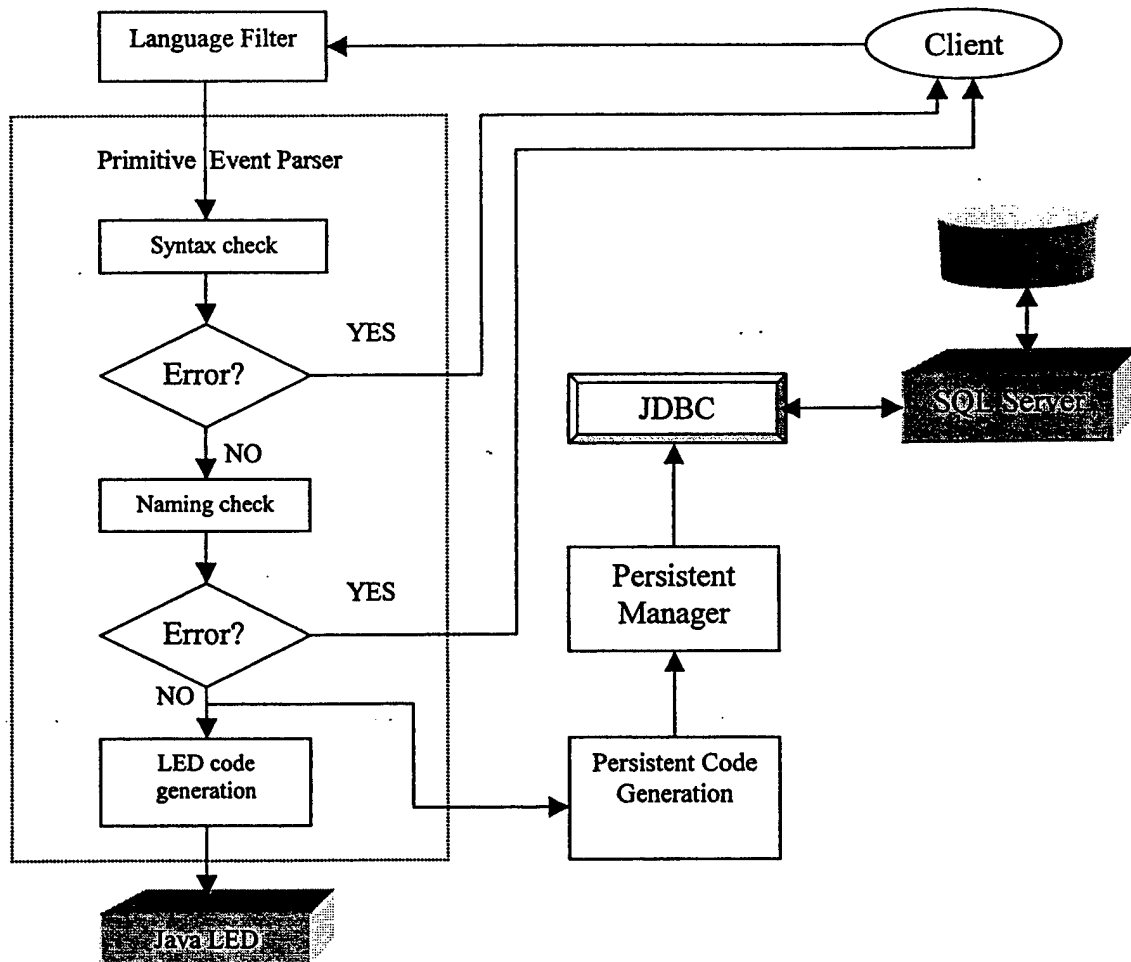 Language Filter
Client
Primitive Event Parser
Syntax check
YES
Error?
JDBC
SQL Server
NO
Naming check
Persistent
Manager
YES
Error?
NO
LED code
generation
Persistent Code
Generation
Java LED